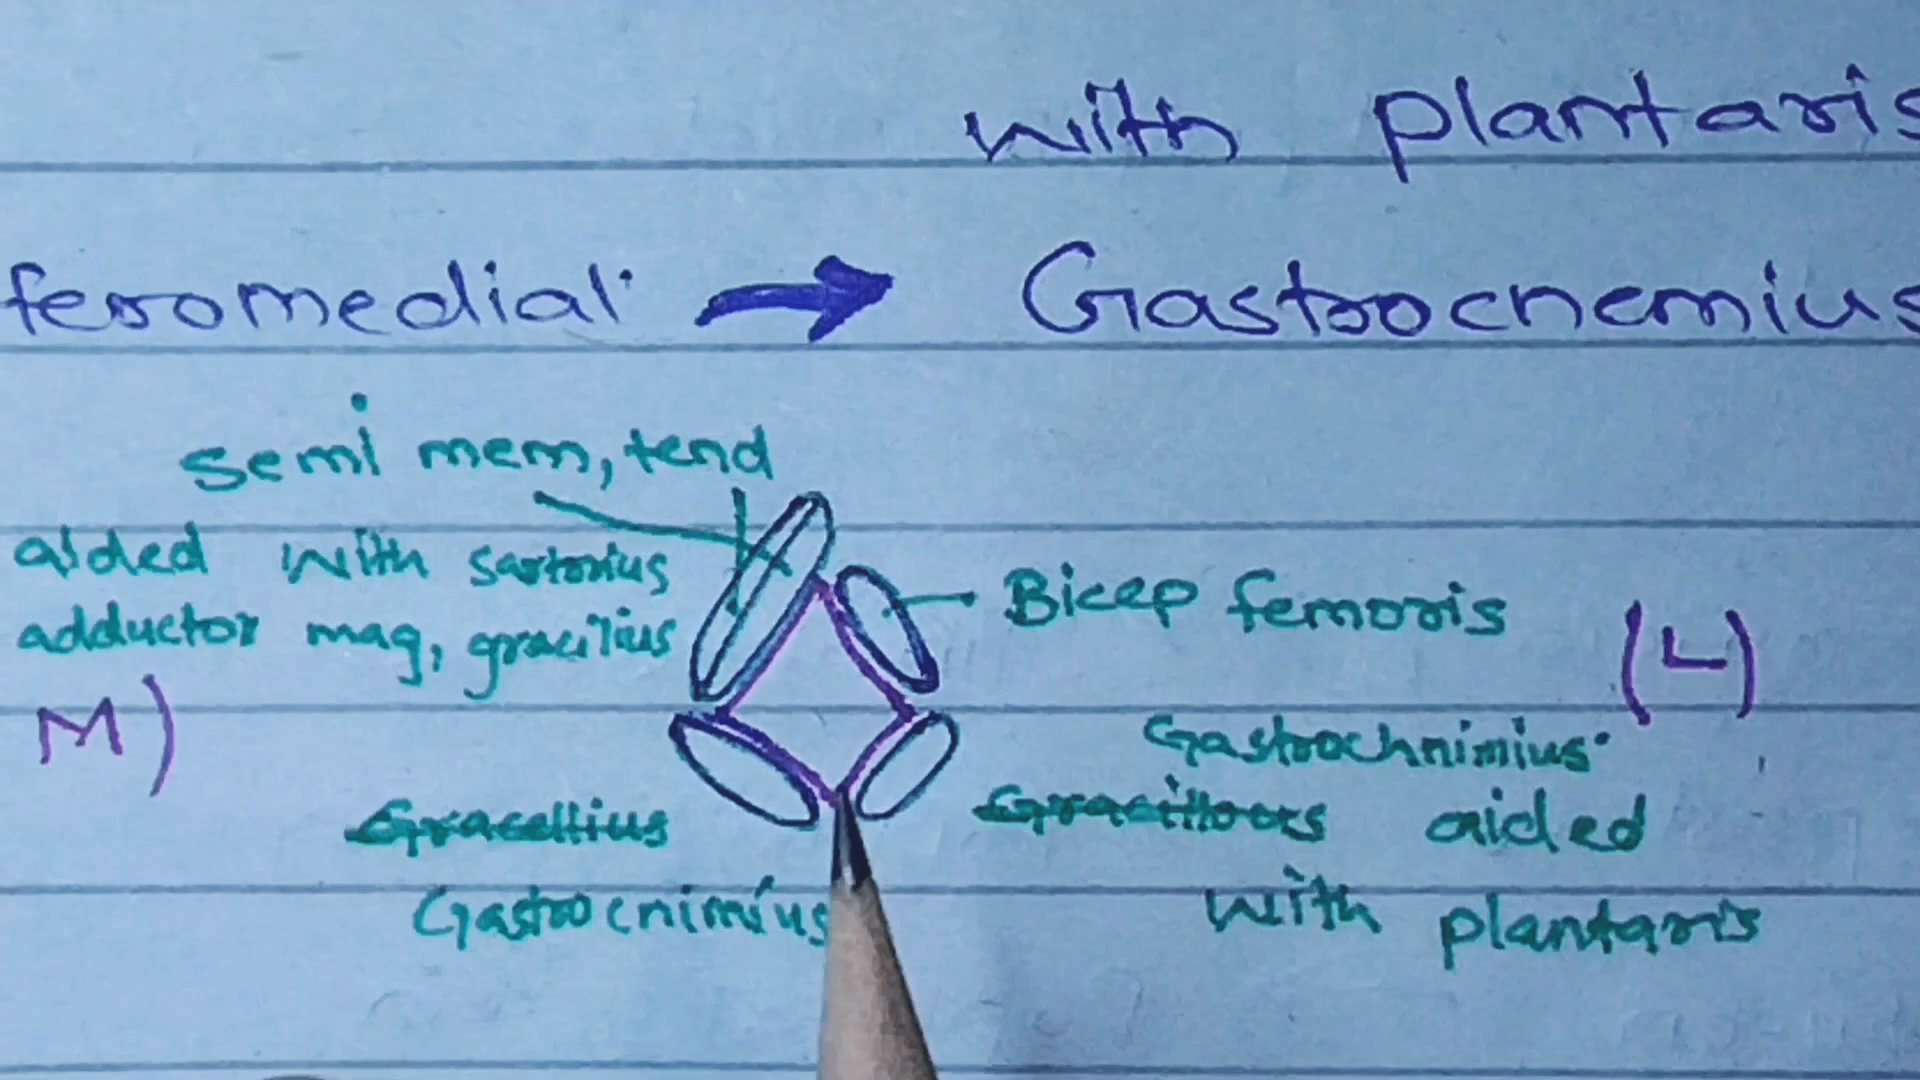 with plantaris
feromedial → Gastrocnemius
semi mem, tend
aided with sartorius
adductor mag, gracilius
Bicep femoris
(L)
M)
Gastrochnimius
Gracellius
Gracillous aided
Gastrocnimius
with plantaris